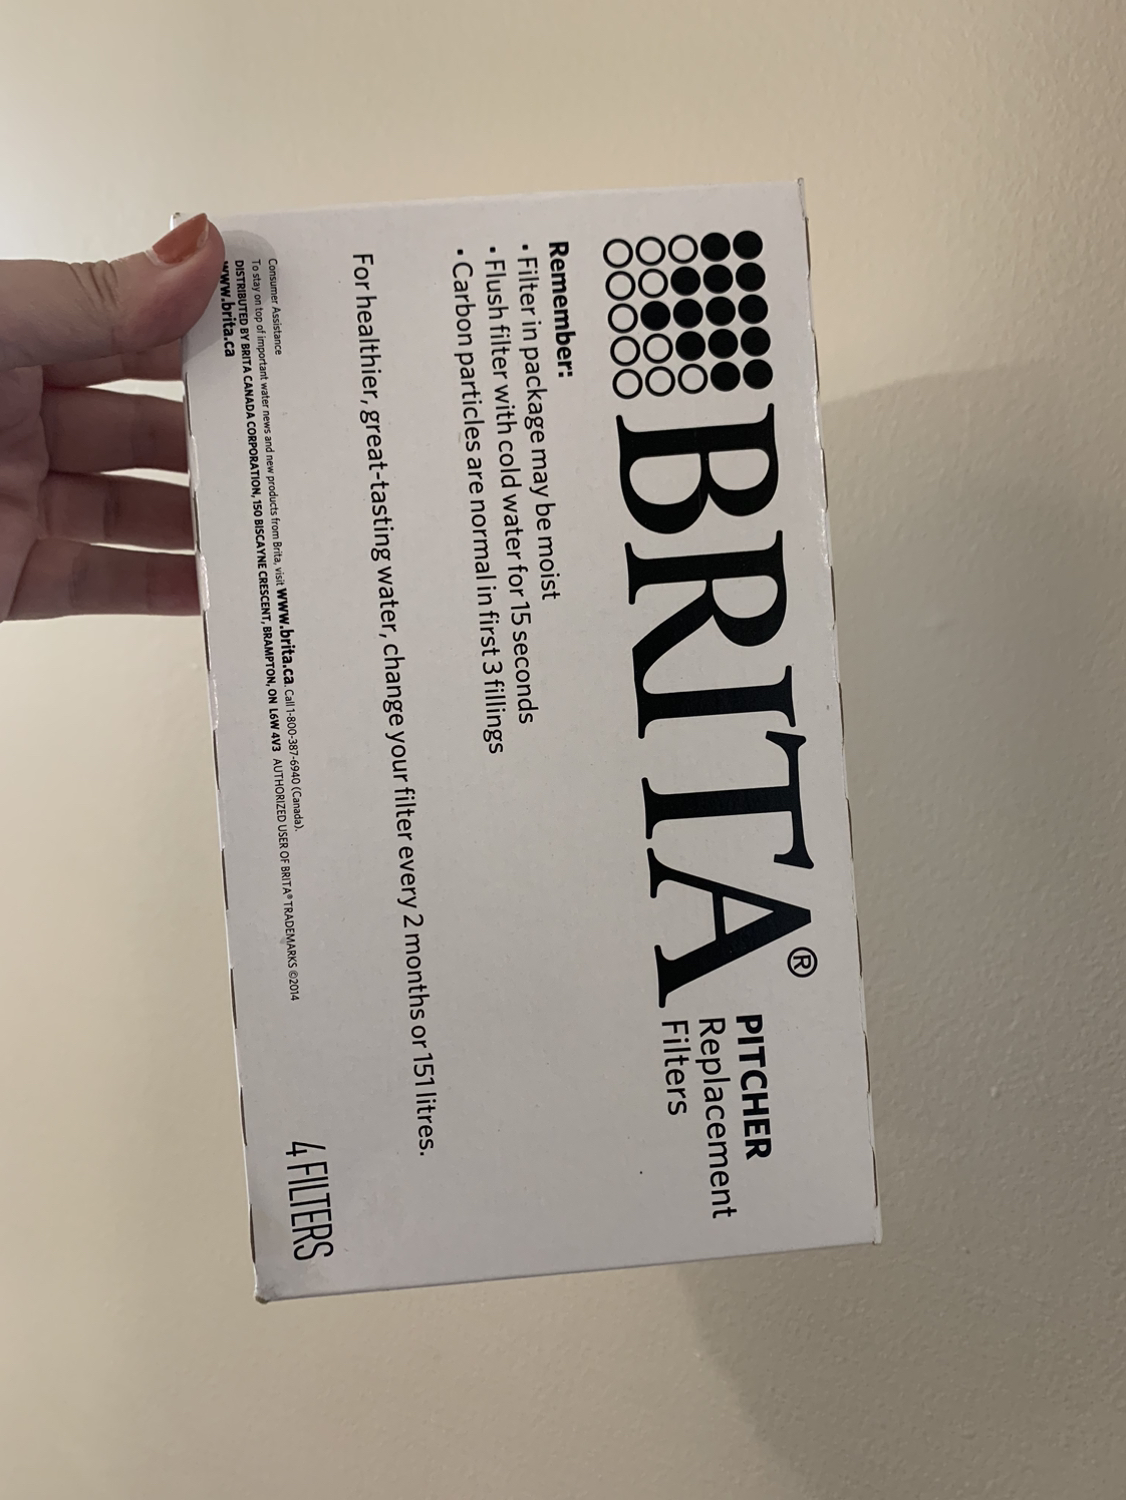 BRITA®
PITCHER
Replacement
Filters
Remember:
• Filter in package may be moist
• Flush filter with cold water for 15 seconds
• Carbon particles are normal in first 3 fillings
For healthier, great-tasting water, change your filter every 2 months or 151 litres.
Consumer Assistance
To stay on top of important water news and new products from Brita, visit www.brita.ca. Call 1-800-387-6940 (Canada).
DISTRIBUTED BY BRITA CANADA CORPORATION, 150 BISCAYNE CRESCENT, BRAMPTON, ON L6W 4V3 AUTHORIZED USER OF BRITA® TRADEMARKS ©2014
www.brita.ca
4 FILTERS